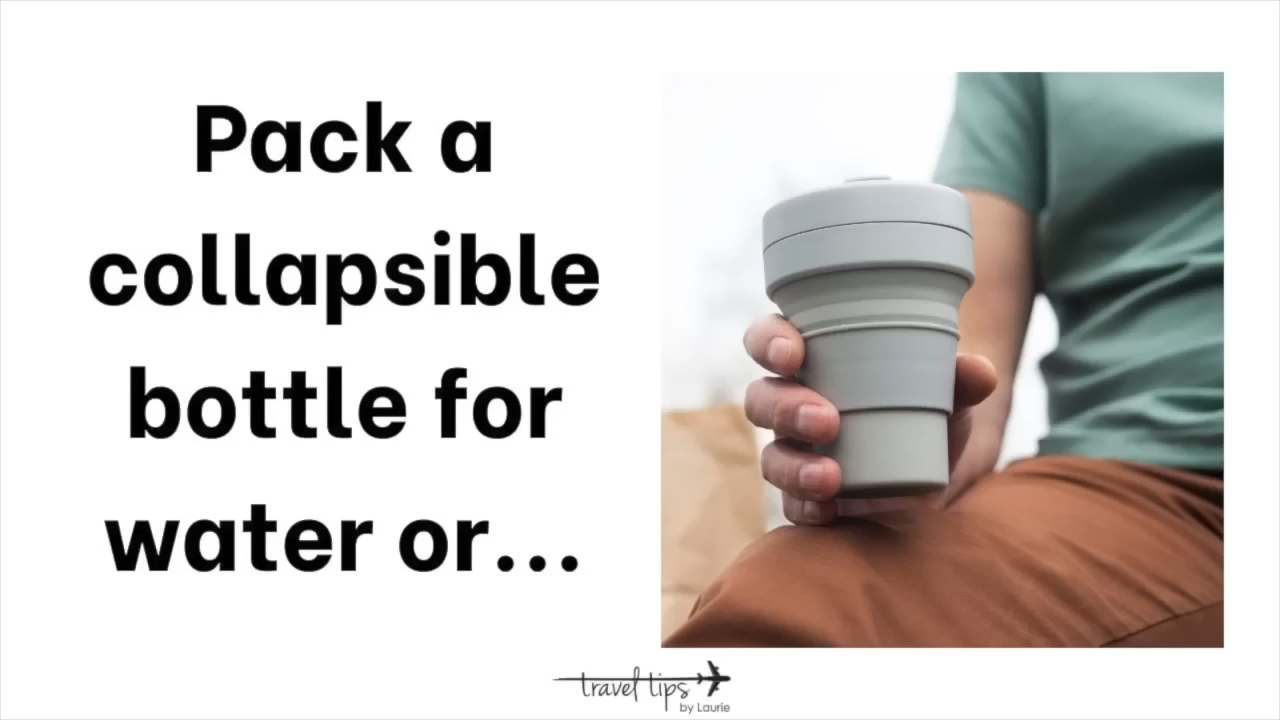 Pack a
collapsible
bottle for
water or...
travel tips
by Laurie